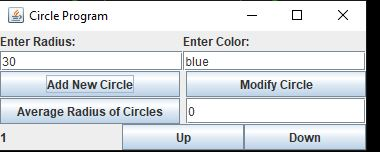 Circle Program
Enter Radius: Enter Color:
30 blue
Add New Circle Modify Circle
Average Radius of Circles 0
1 Up Down